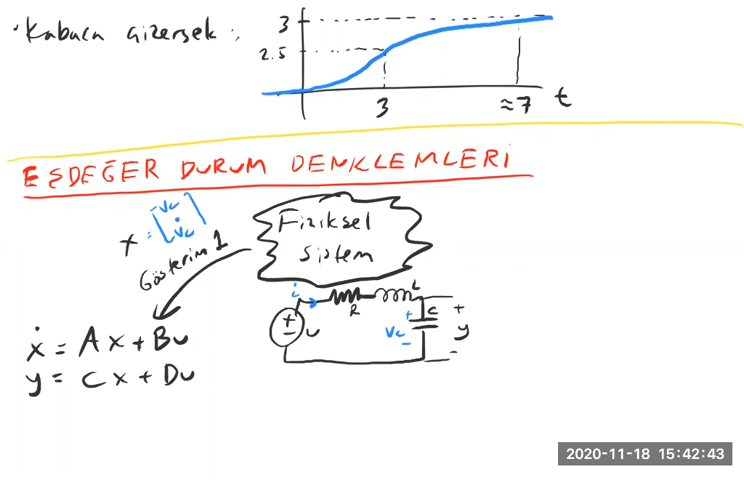 • Kabaca çizersek :
3
2.5
3 ≈7 t
EŞDEĞER DURUM DENKLEMLERİ
x = [Vc V̇c]
Fiziksel
sistem
Gösterim 1
i R L
+ - u + Vc - C + y -
ẋ = Ax + Bu
y = Cx + Du
2020-11-18 15:42:43